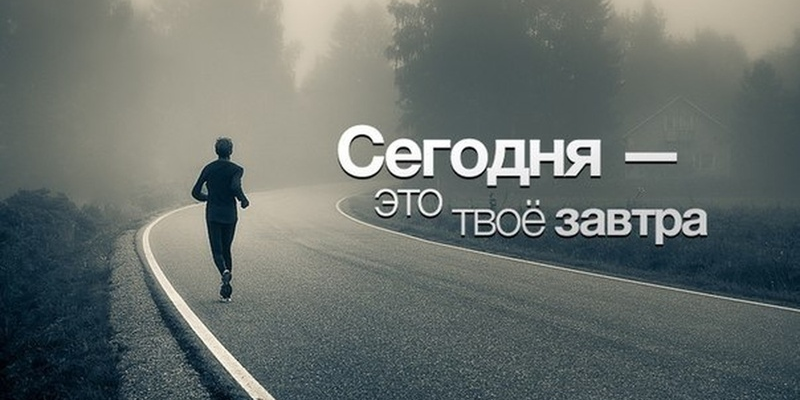 Сегодня —
это
твоё завтра